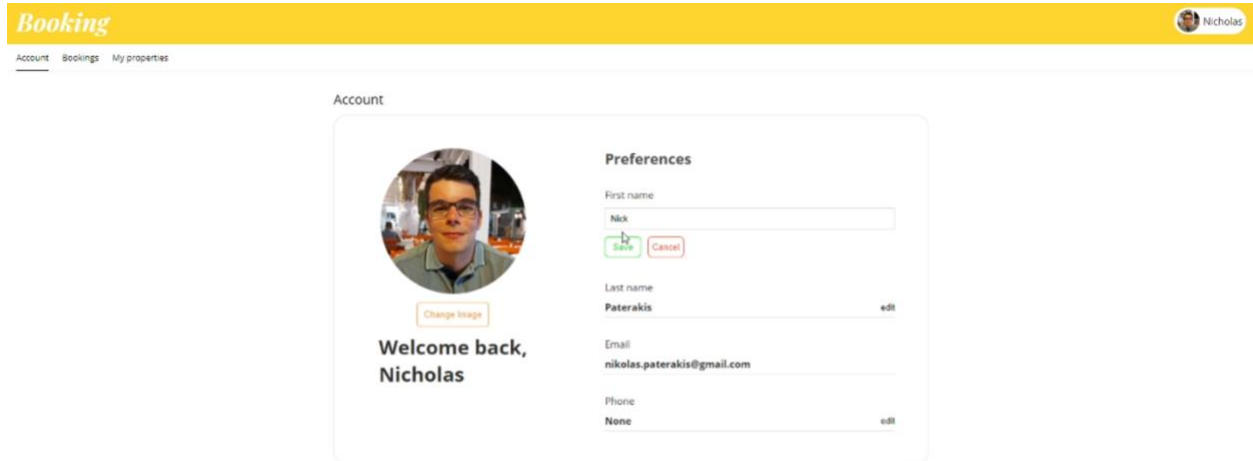 Booking
Nicholas
Account Bookings My properties
Account
Preferences
First name
Nick
Save Cancel
Last name
Paterakis edit
Change Image
Welcome back,
Nicholas
Email
nikolas.paterakis@gmail.com
Phone
None edit